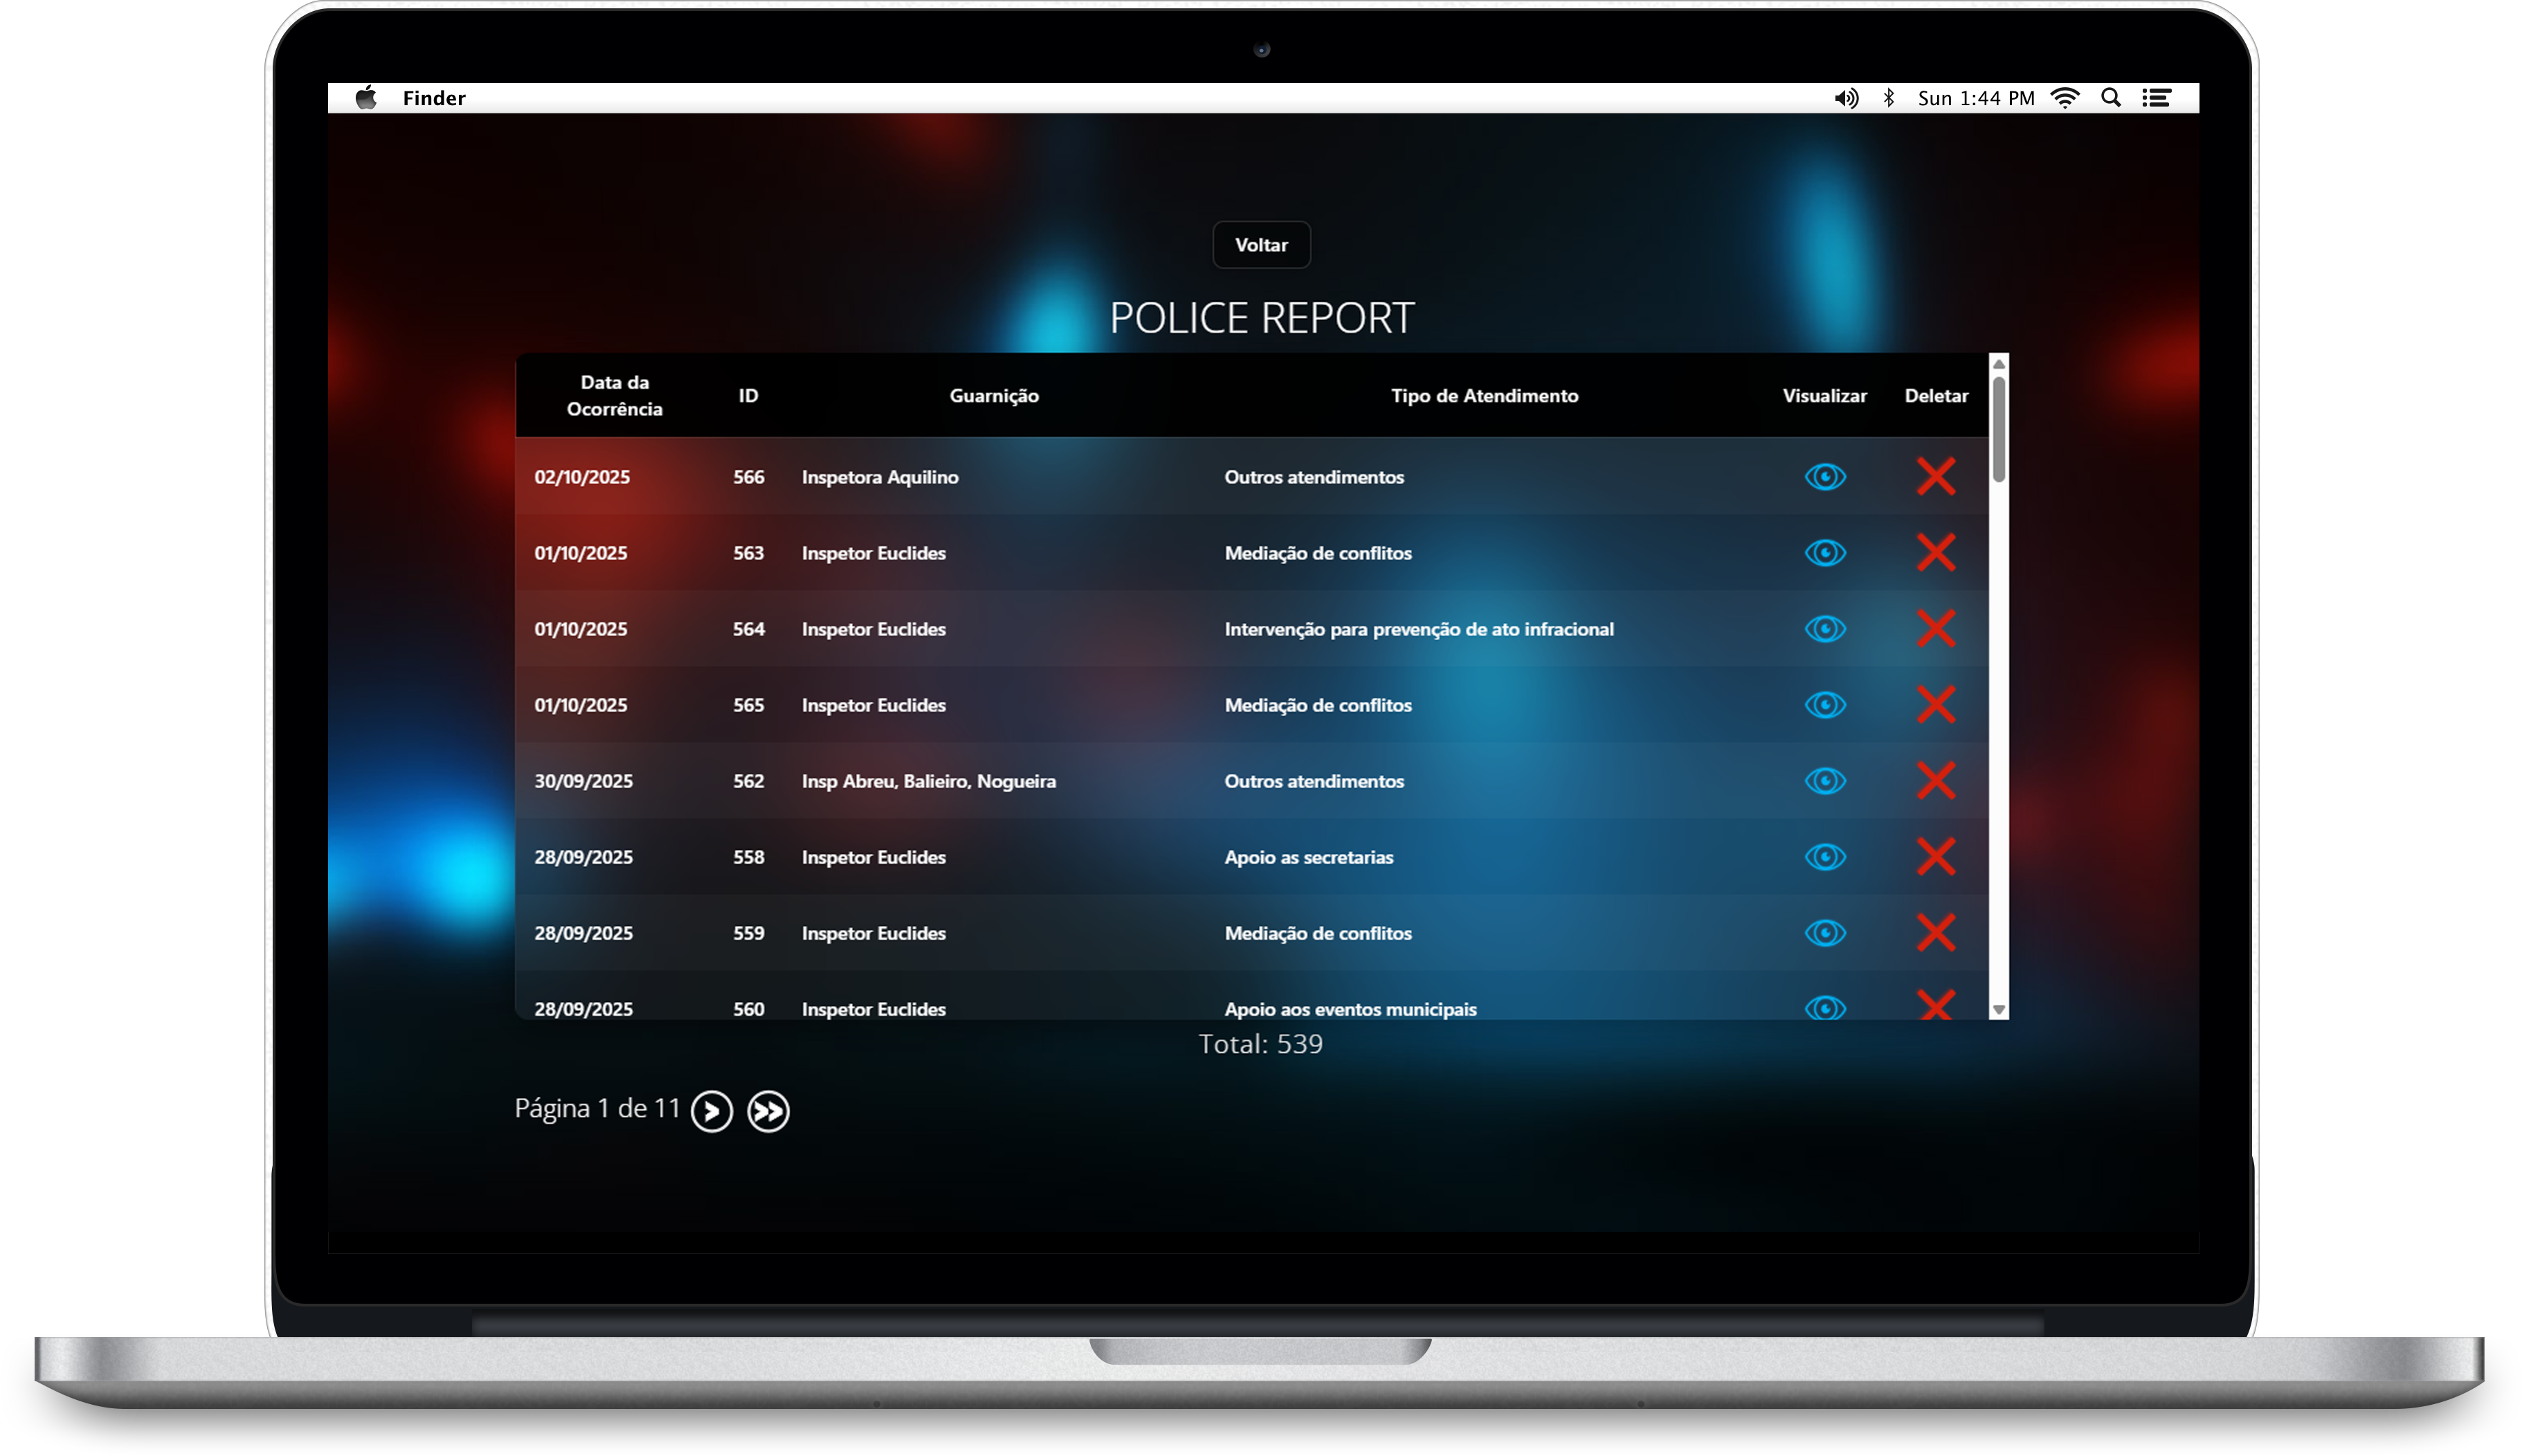 Finder
Sun 1:44 PM
Voltar
POLICE REPORT
Data da Ocorrência ID Guarnição Tipo de Atendimento Visualizar Deletar
02/10/2025 566 Inspetora Aquilino Outros atendimentos
01/10/2025 563 Inspetor Euclides Mediação de conflitos
01/10/2025 564 Inspetor Euclides Intervenção para prevenção de ato infracional
01/10/2025 565 Inspetor Euclides Mediação de conflitos
30/09/2025 562 Insp Abreu, Balieiro, Nogueira Outros atendimentos
28/09/2025 558 Inspetor Euclides Apoio as secretarias
28/09/2025 559 Inspetor Euclides Mediação de conflitos
28/09/2025 560 Inspetor Euclides Apoio aos eventos municipais
Total: 539
Página 1 de 11